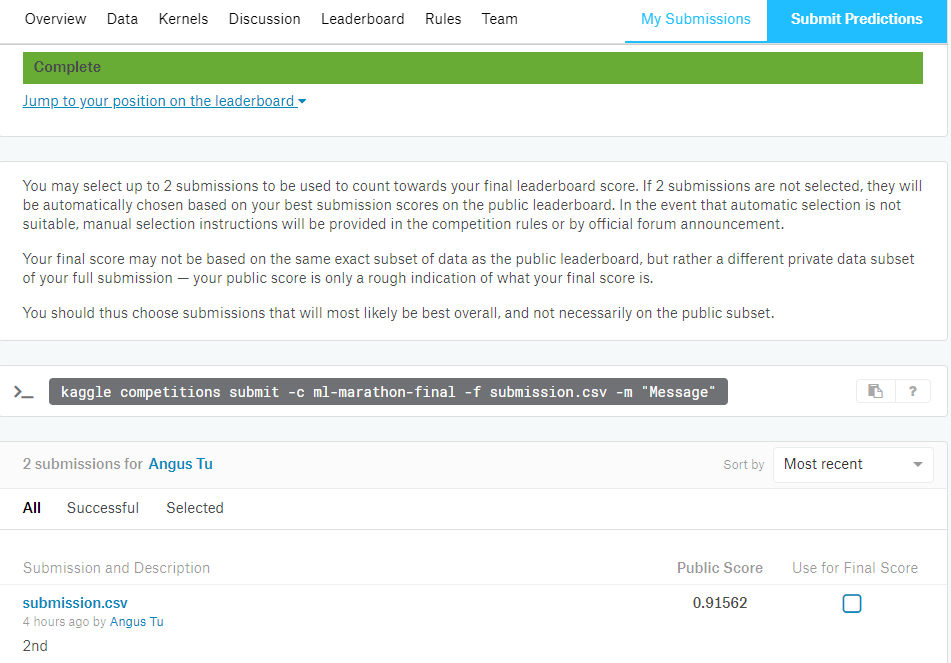 Overview Data Kernels Discussion Leaderboard Rules Team My Submissions Submit Predictions
Complete
Jump to your position on the leaderboard
You may select up to 2 submissions to be used to count towards your final leaderboard score. If 2 submissions are not selected, they will
be automatically chosen based on your best submission scores on the public leaderboard. In the event that automatic selection is not
suitable, manual selection instructions will be provided in the competition rules or by official forum announcement.
Your final score may not be based on the same exact subset of data as the public leaderboard, but rather a different private data subset
of your full submission — your public score is only a rough indication of what your final score is.
You should thus choose submissions that will most likely be best overall, and not necessarily on the public subset.
>_ kaggle competitions submit -c ml-marathon-final -f submission.csv -m "Message" ?
2 submissions for Angus Tu Sort by Most recent
All Successful Selected
Submission and Description Public Score Use for Final Score
submission.csv 0.91562
4 hours ago by Angus Tu
2nd